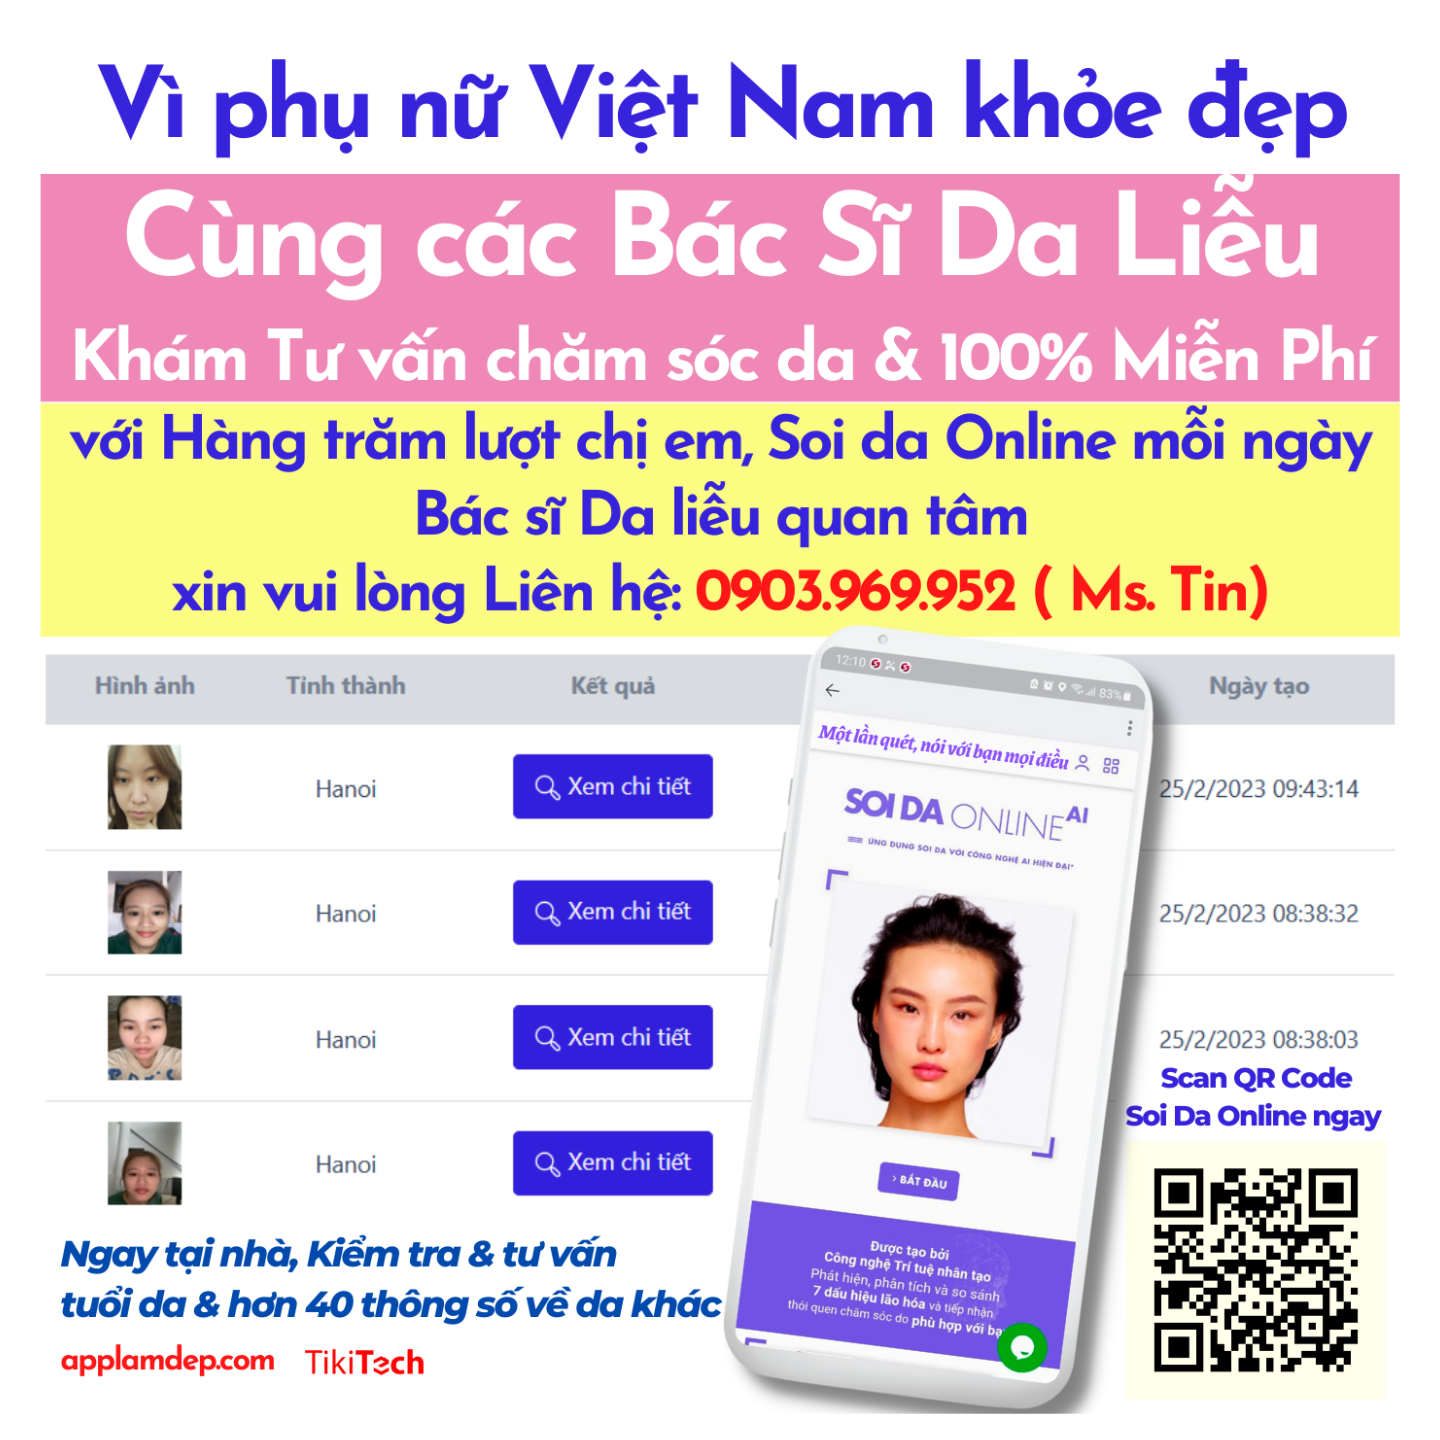 Vì phụ nữ Việt Nam khỏe đẹp
Cùng các Bác Sĩ Da Liễu
Khám Tư vấn chăm sóc da & 100% Miễn Phí
với Hàng trăm lượt chị em, Soi da Online mỗi ngày
Bác sĩ Da liễu quan tâm
xin vui lòng Liên hệ: 0903.969.952 ( Ms. Tin)
Hình ảnh Tỉnh thành Kết quả Ngày tạo
Hanoi Xem chi tiết 25/2/2023 09:43:14
Hanoi Xem chi tiết 25/2/2023 08:38:32
Hanoi Xem chi tiết 25/2/2023 08:38:03
Hanoi Xem chi tiết
12:10 83%
Một lần quét, nói với bạn mọi điều
SOI DA ONLINE AI
ỨNG DỤNG SOI DA VỚI CÔNG NGHỆ AI HIỆN ĐẠI*
› BẮT ĐẦU
Được tạo bởi
Công nghệ Trí tuệ nhân tạo
Phát hiện, phân tích và so sánh
7 dấu hiệu lão hóa và tiếp nhận
thói quen chăm sóc do phù hợp với bạ
Scan QR Code
Soi Da Online ngay
Ngay tại nhà, Kiểm tra & tư vấn
tuổi da & hơn 40 thông số về da khác
applamdep.com TikiTech